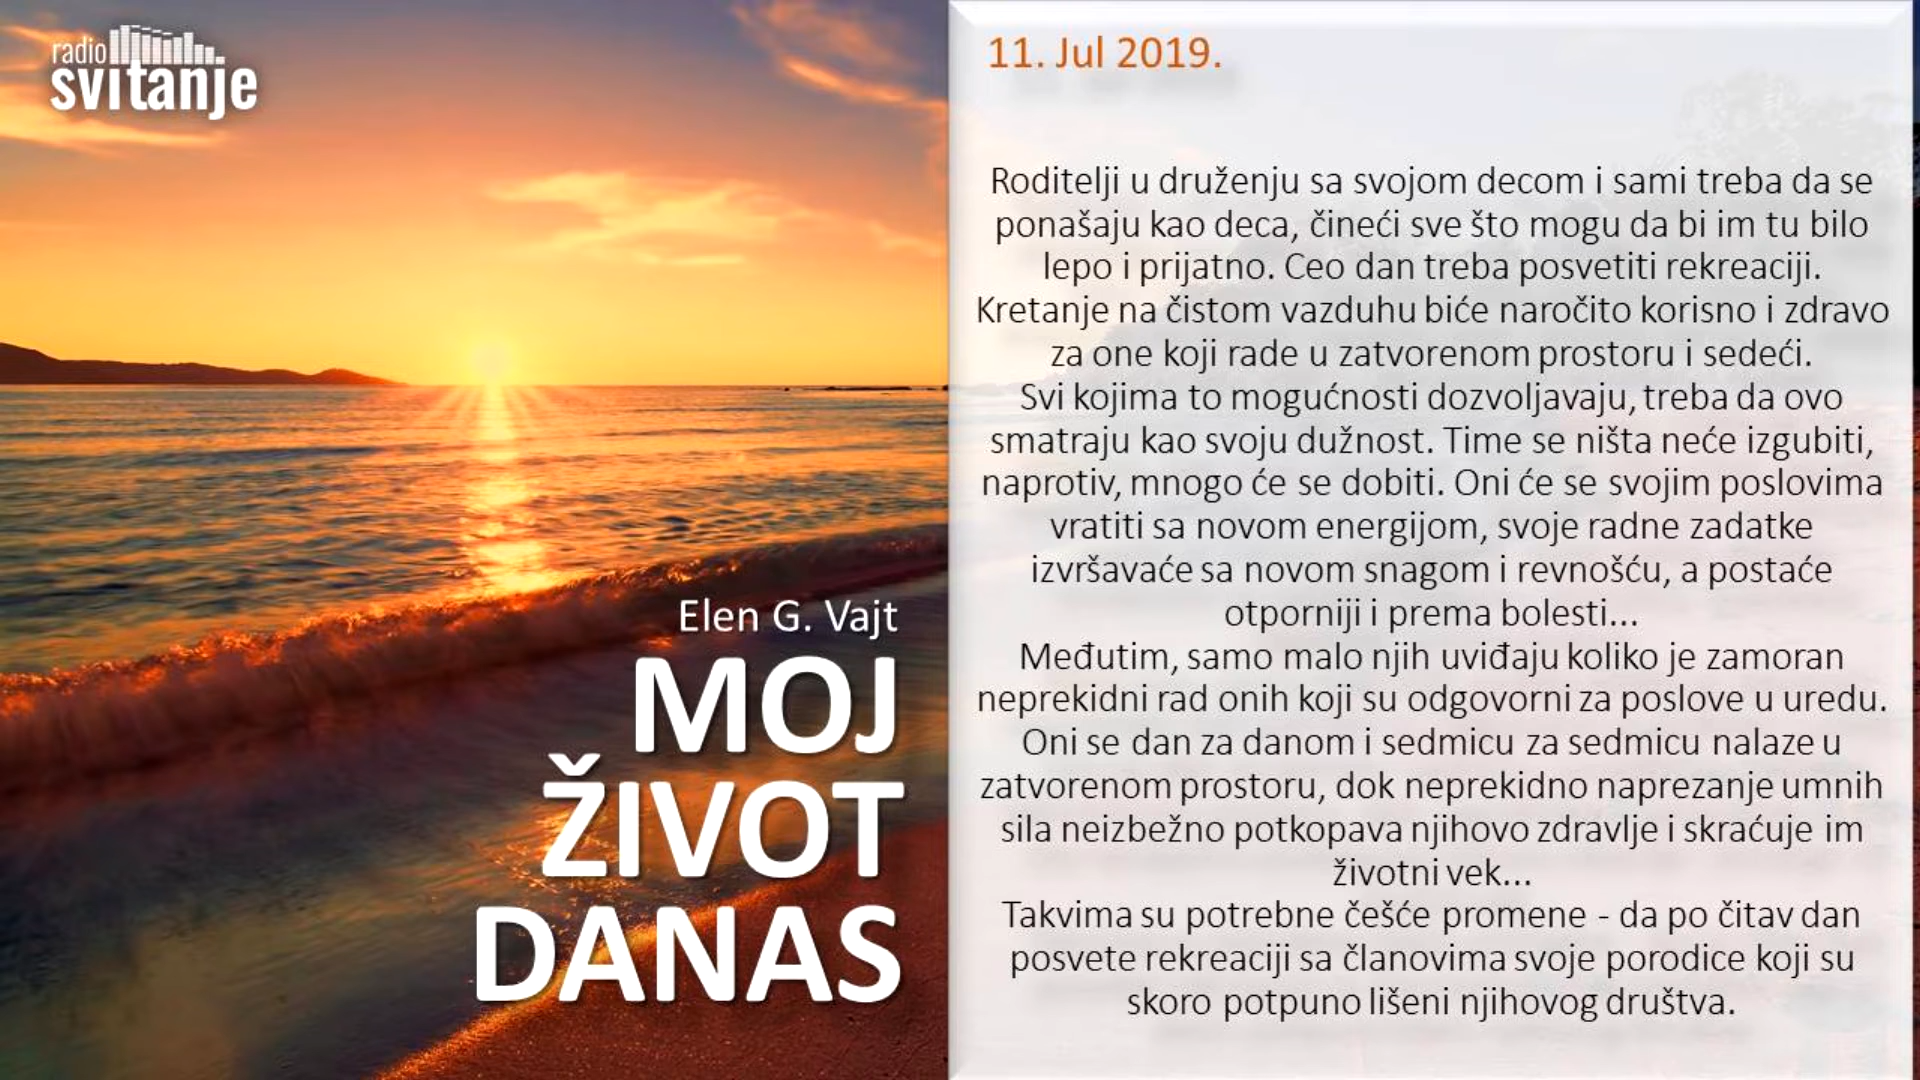 radio
svitanje
Elen G. Vajt
MOJ
ŽIVOT
DANAS
11. Jul 2019.
Roditelji u druženju sa svojom decom i sami treba da se
ponašaju kao deca, čineći sve što mogu da bi im tu bilo
lepo i prijatno. Ceo dan treba posvetiti rekreaciji.
Kretanje na čistom vazduhu biće naročito korisno i zdravo
za one koji rade u zatvorenom prostoru i sedeći.
Svi kojima to mogućnosti dozvoljavaju, treba da ovo
smatraju kao svoju dužnost. Time se ništa neće izgubiti,
naprotiv, mnogo će se dobiti. Oni će se svojim poslovima
vratiti sa novom energijom, svoje radne zadatke
izvršavaće sa novom snagom i revnošću, a postaće
otporniji i prema bolesti...
Međutim, samo malo njih uviđaju koliko je zamoran
neprekidni rad onih koji su odgovorni za poslove u uredu.
Oni se dan za danom i sedmicu za sedmicu nalaze u
zatvorenom prostoru, dok neprekidno naprezanje umnih
sila neizbežno potkopava njihovo zdravlje i skraćuje im
životni vek...
Takvima su potrebne češće promene - da po čitav dan
posvete rekreaciji sa članovima svoje porodice koji su
skoro potpuno lišeni njihovog društva.